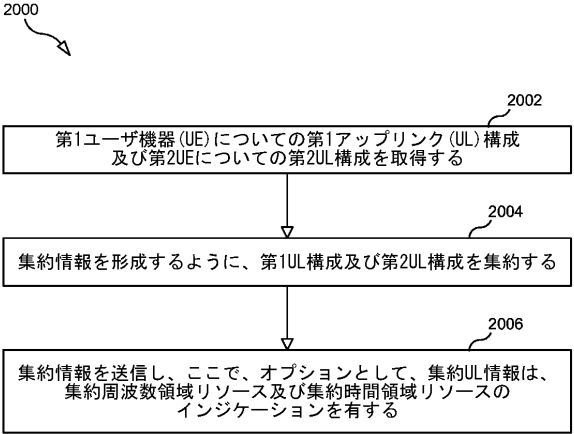 2000
2002
第1ユーザ機器(UE)についての第1アップリンク(UL)構成
及び第2UEについての第2UL構成を取得する
2004
集約情報を形成するように、第1UL構成及び第2UL構成を集約する
2006
集約情報を送信し、ここで、オプションとして、集約UL情報は、
集約周波数領域リソース及び集約時間領域リソースの
インジケーションを有する